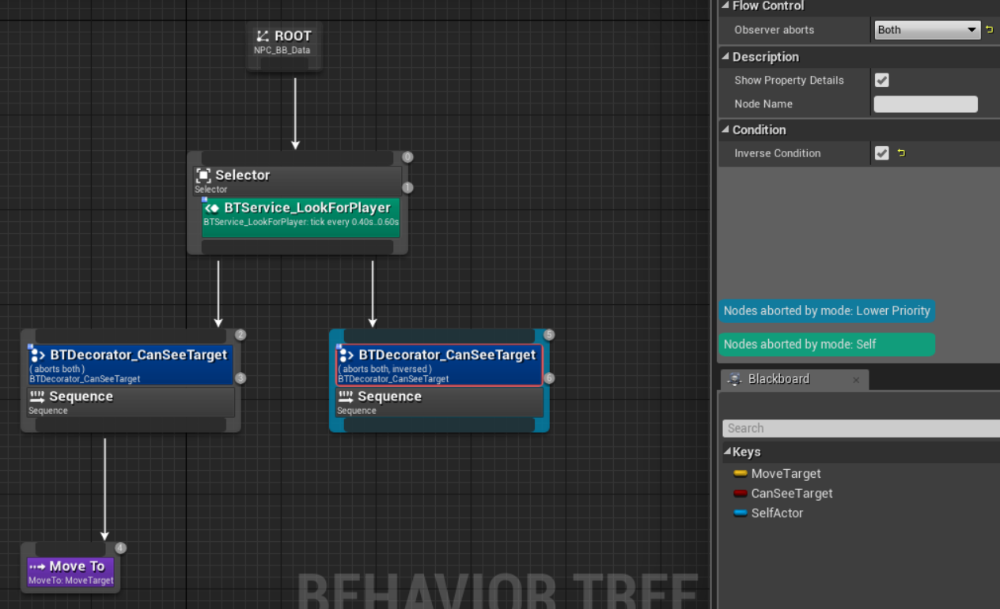 ROOT
NPC_BB_Data
0
Selector
Selector
1
BTService_LookForPlayer
BTService_LookForPlayer: tick every 0.40s..0.60s
2
BTDecorator_CanSeeTarget
( aborts both )
BTDecorator_CanSeeTarget
3
Sequence
Sequence
5
BTDecorator_CanSeeTarget
( aborts both, inversed )
BTDecorator_CanSeeTarget
6
Sequence
Sequence
4
Move To
MoveTo: MoveTarget
BEHAVIOR TREE
Flow Control
Observer aborts
Both
Description
Show Property Details
Node Name
Condition
Inverse Condition
Nodes aborted by mode: Lower Priority
Nodes aborted by mode: Self
Blackboard
Search
Keys
MoveTarget
CanSeeTarget
SelfActor